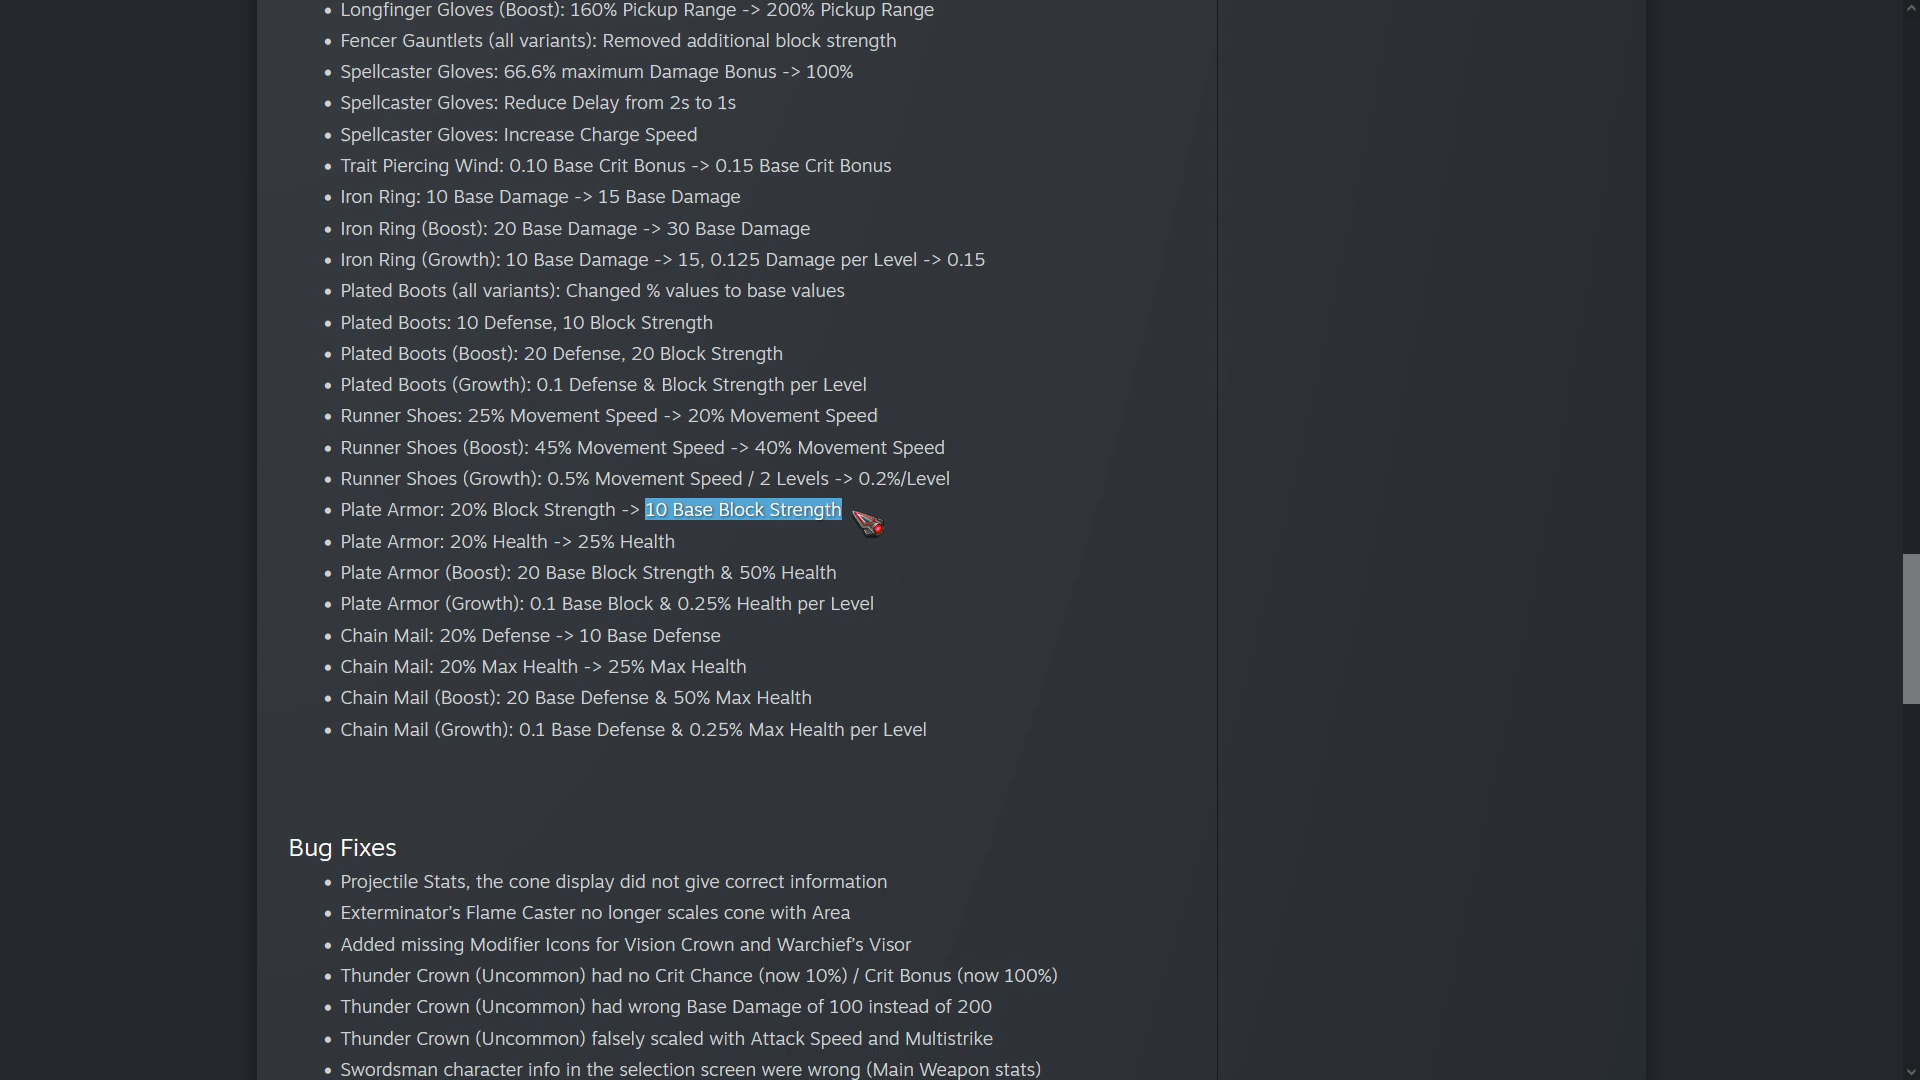 • Longfinger Gloves (Boost): 160% Pickup Range -> 200% Pickup Range
• Fencer Gauntlets (all variants): Removed additional block strength
• Spellcaster Gloves: 66.6% maximum Damage Bonus -> 100%
• Spellcaster Gloves: Reduce Delay from 2s to 1s
• Spellcaster Gloves: Increase Charge Speed
• Trait Piercing Wind: 0.10 Base Crit Bonus -> 0.15 Base Crit Bonus
• Iron Ring: 10 Base Damage -> 15 Base Damage
• Iron Ring (Boost): 20 Base Damage -> 30 Base Damage
• Iron Ring (Growth): 10 Base Damage -> 15, 0.125 Damage per Level -> 0.15
• Plated Boots (all variants): Changed % values to base values
• Plated Boots: 10 Defense, 10 Block Strength
• Plated Boots (Boost): 20 Defense, 20 Block Strength
• Plated Boots (Growth): 0.1 Defense & Block Strength per Level
• Runner Shoes: 25% Movement Speed -> 20% Movement Speed
• Runner Shoes (Boost): 45% Movement Speed -> 40% Movement Speed
• Runner Shoes (Growth): 0.5% Movement Speed / 2 Levels -> 0.2%/Level
• Plate Armor: 20% Block Strength -> 10 Base Block Strength
• Plate Armor: 20% Health -> 25% Health
• Plate Armor (Boost): 20 Base Block Strength & 50% Health
• Plate Armor (Growth): 0.1 Base Block & 0.25% Health per Level
• Chain Mail: 20% Defense -> 10 Base Defense
• Chain Mail: 20% Max Health -> 25% Max Health
• Chain Mail (Boost): 20 Base Defense & 50% Max Health
• Chain Mail (Growth): 0.1 Base Defense & 0.25% Max Health per Level
Bug Fixes
• Projectile Stats, the cone display did not give correct information
• Exterminator’s Flame Caster no longer scales cone with Area
• Added missing Modifier Icons for Vision Crown and Warchief’s Visor
• Thunder Crown (Uncommon) had no Crit Chance (now 10%) / Crit Bonus (now 100%)
• Thunder Crown (Uncommon) had wrong Base Damage of 100 instead of 200
• Thunder Crown (Uncommon) falsely scaled with Attack Speed and Multistrike
• Swordsman character info in the selection screen were wrong (Main Weapon stats)